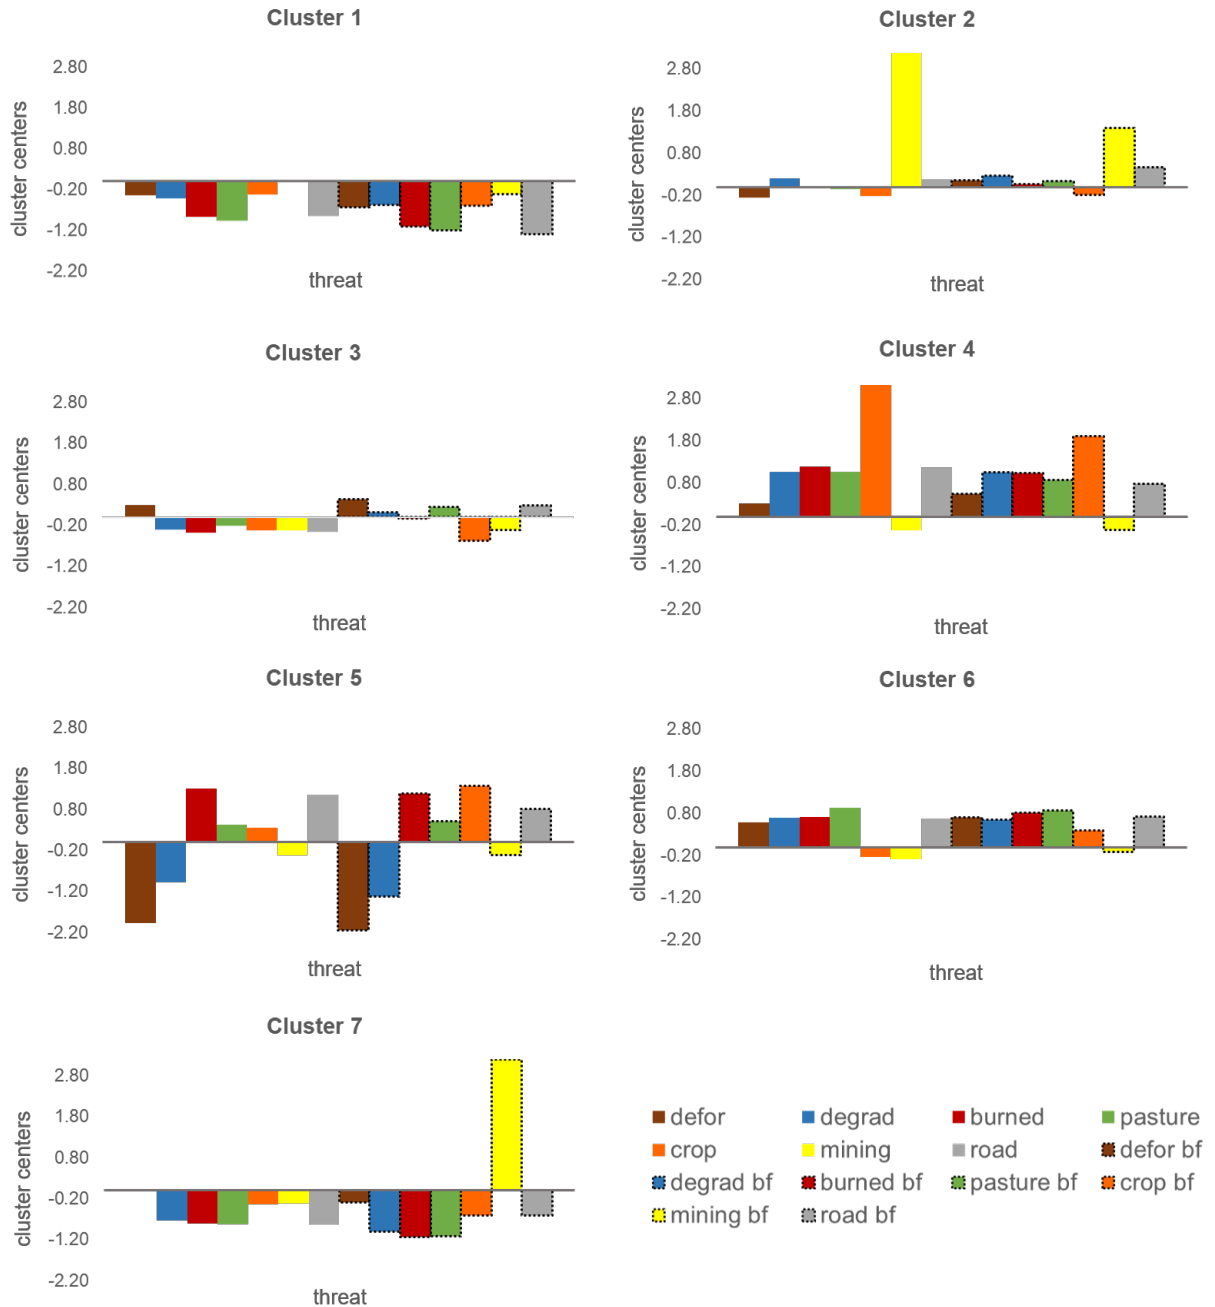 Cluster 1
2.80
1.80
0.80
-0.20
-1.20
-2.20
cluster centers
threat
Cluster 2
2.80
1.80
0.80
-0.20
-1.20
-2.20
cluster centers
threat
Cluster 3
2.80
1.80
0.80
-0.20
-1.20
-2.20
cluster centers
threat
Cluster 4
2.80
1.80
0.80
-0.20
-1.20
-2.20
cluster centers
threat
Cluster 5
2.80
1.80
0.80
-0.20
-1.20
-2.20
cluster centers
threat
Cluster 6
2.80
1.80
0.80
-0.20
-1.20
-2.20
cluster centers
threat
Cluster 7
2.80
1.80
0.80
-0.20
-1.20
-2.20
cluster centers
threat
defor degrad burned pasture
crop mining road defor bf
degrad bf burned bf pasture bf crop bf
mining bf road bf